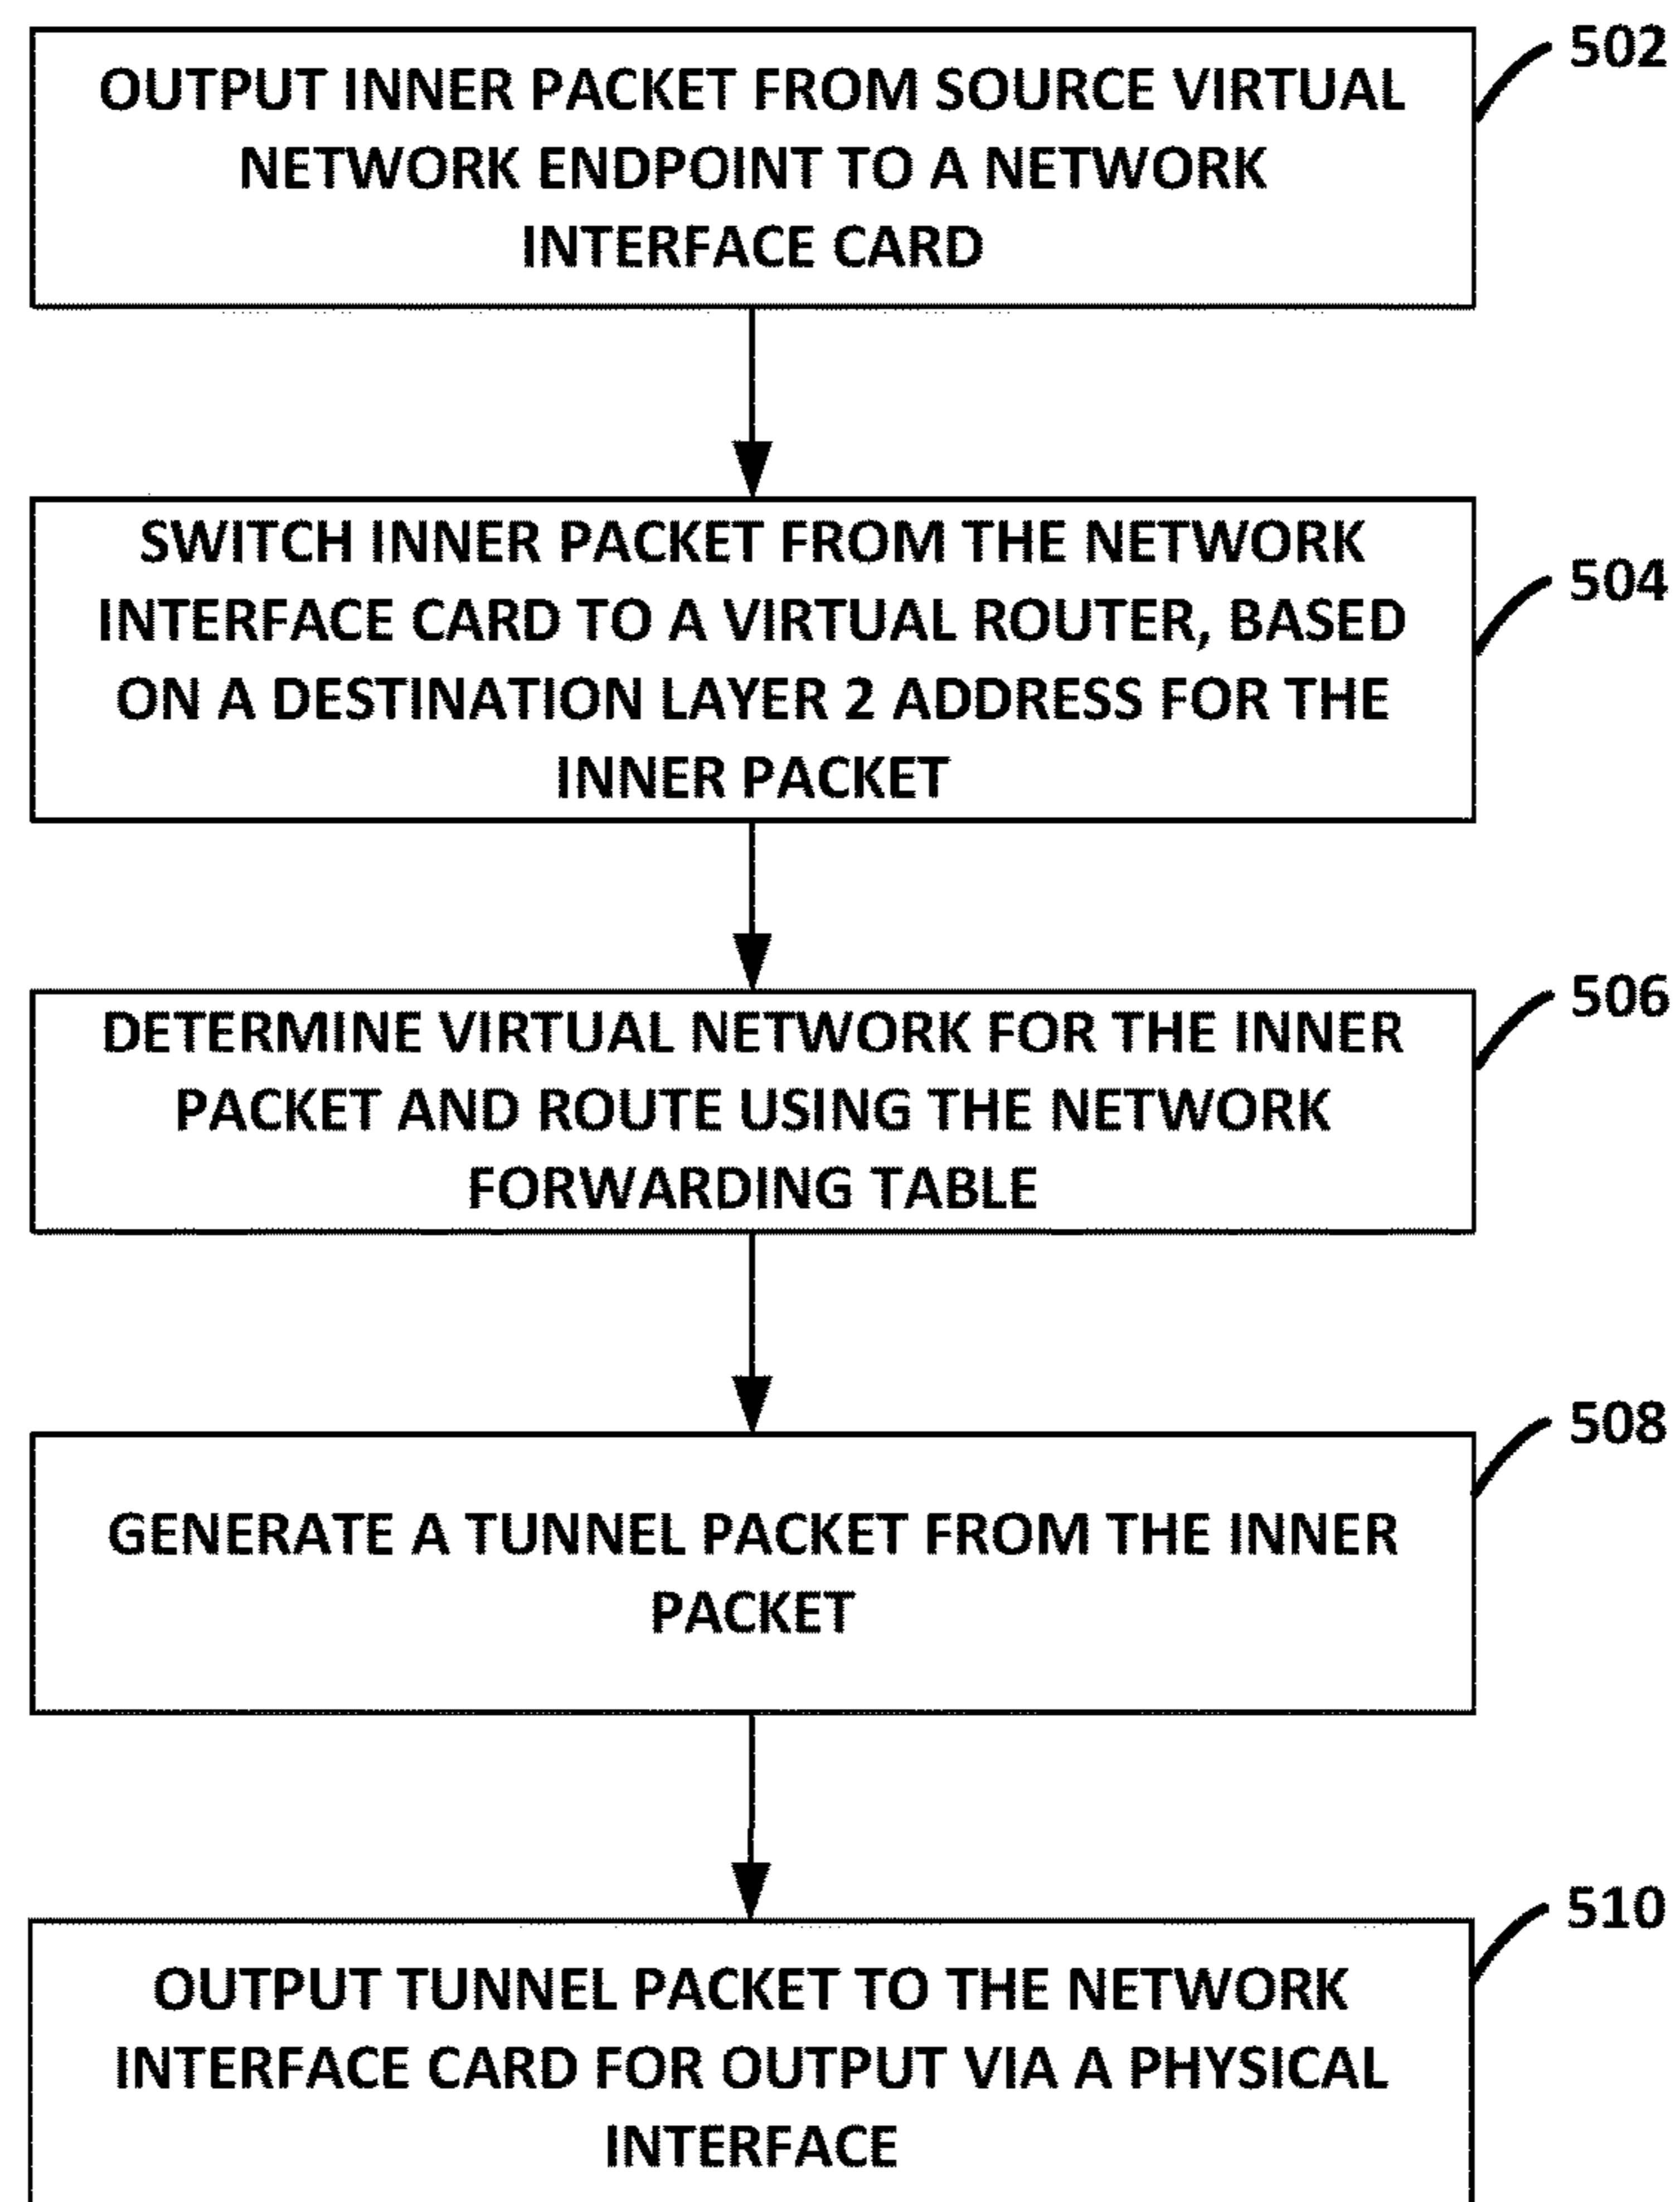 OUTPUT INNER PACKET FROM SOURCE VIRTUAL
NETWORK ENDPOINT TO A NETWORK
INTERFACE CARD
502
SWITCH INNER PACKET FROM THE NETWORK
INTERFACE CARD TO A VIRTUAL ROUTER, BASED
ON A DESTINATION LAYER 2 ADDRESS FOR THE
INNER PACKET
504
DETERMINE VIRTUAL NETWORK FOR THE INNER
PACKET AND ROUTE USING THE NETWORK
FORWARDING TABLE
506
GENERATE A TUNNEL PACKET FROM THE INNER
PACKET
508
OUTPUT TUNNEL PACKET TO THE NETWORK
INTERFACE CARD FOR OUTPUT VIA A PHYSICAL
INTERFACE
510